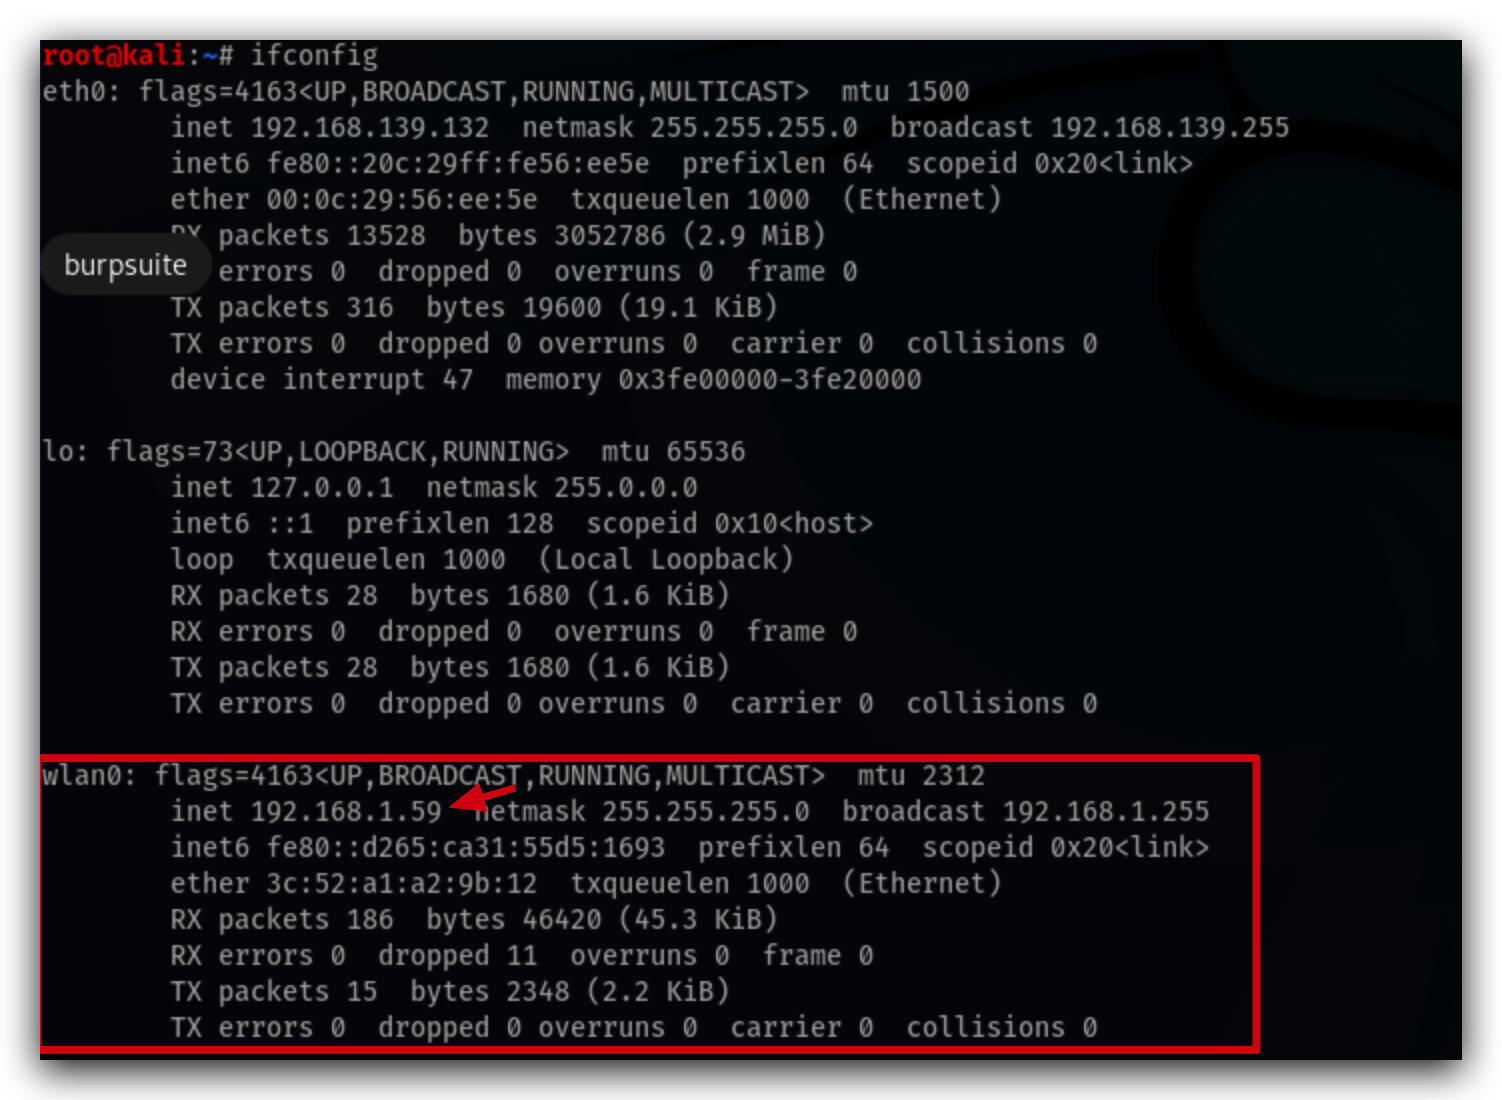 root@kali:~# ifconfig
eth0: flags=4163<UP,BROADCAST,RUNNING,MULTICAST>  mtu 1500
        inet 192.168.139.132  netmask 255.255.255.0  broadcast 192.168.139.255
        inet6 fe80::20c:29ff:fe56:ee5e  prefixlen 64  scopeid 0x20<link>
        ether 00:0c:29:56:ee:5e  txqueuelen 1000  (Ethernet)
        RX packets 13528  bytes 3052786 (2.9 MiB)
burpsuite
        errors 0  dropped 0  overruns 0  frame 0
        TX packets 316  bytes 19600 (19.1 KiB)
        TX errors 0  dropped 0 overruns 0  carrier 0  collisions 0
        device interrupt 47  memory 0x3fe00000-3fe20000
lo: flags=73<UP,LOOPBACK,RUNNING>  mtu 65536
        inet 127.0.0.1  netmask 255.0.0.0
        inet6 ::1  prefixlen 128  scopeid 0x10<host>
        loop  txqueuelen 1000  (Local Loopback)
        RX packets 28  bytes 1680 (1.6 KiB)
        RX errors 0  dropped 0  overruns 0  frame 0
        TX packets 28  bytes 1680 (1.6 KiB)
        TX errors 0  dropped 0 overruns 0  carrier 0  collisions 0
wlan0: flags=4163<UP,BROADCAST,RUNNING,MULTICAST>  mtu 2312
        inet 192.168.1.59  netmask 255.255.255.0  broadcast 192.168.1.255
        inet6 fe80::d265:ca31:55d5:1693  prefixlen 64  scopeid 0x20<link>
        ether 3c:52:a1:a2:9b:12  txqueuelen 1000  (Ethernet)
        RX packets 186  bytes 46420 (45.3 KiB)
        RX errors 0  dropped 11  overruns 0  frame 0
        TX packets 15  bytes 2348 (2.2 KiB)
        TX errors 0  dropped 0 overruns 0  carrier 0  collisions 0